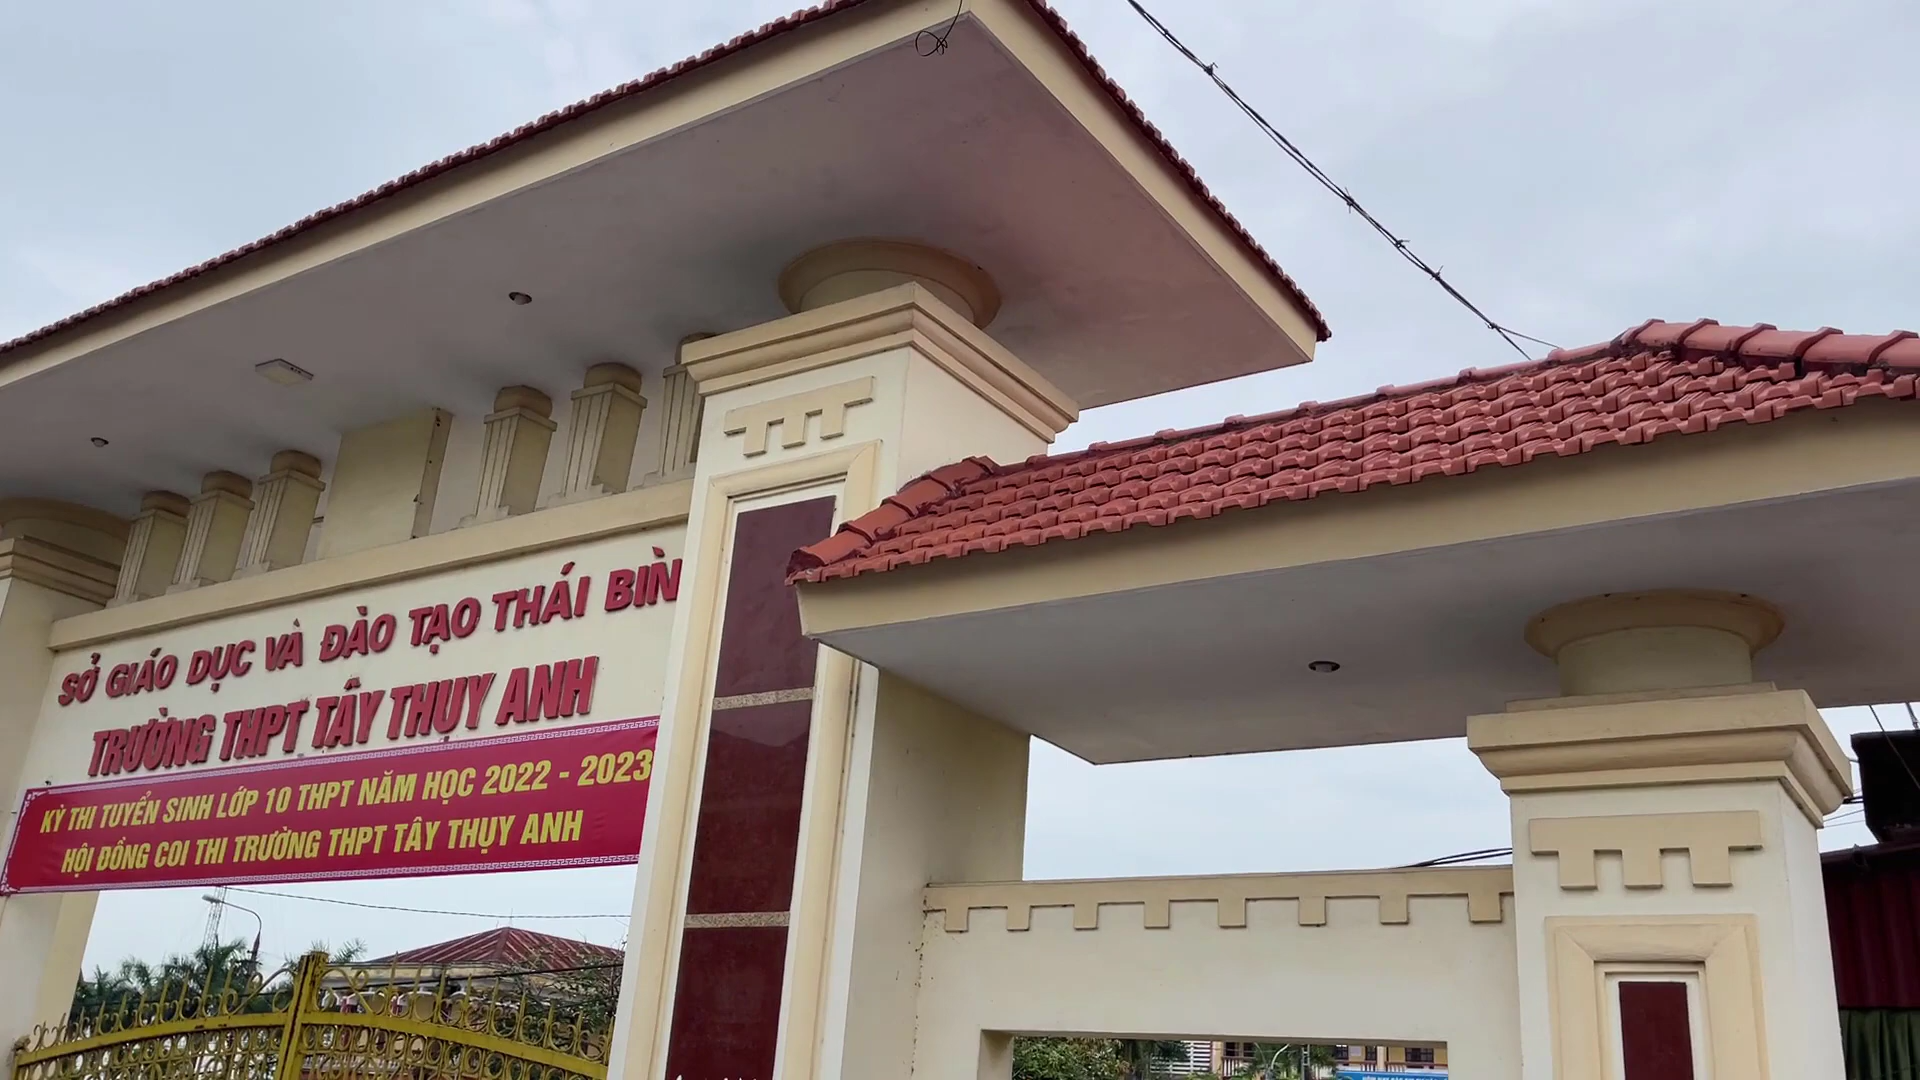 SỞ GIÁO DỤC VÀ ĐÀO TẠO THÁI BÌN
TRƯỜNG THPT TÂY THỤY ANH
KỲ THI TUYỂN SINH LỚP 10 THPT NĂM HỌC 2022 - 2023
HỘI ĐỒNG COI THI TRƯỜNG THPT TÂY THỤY ANH